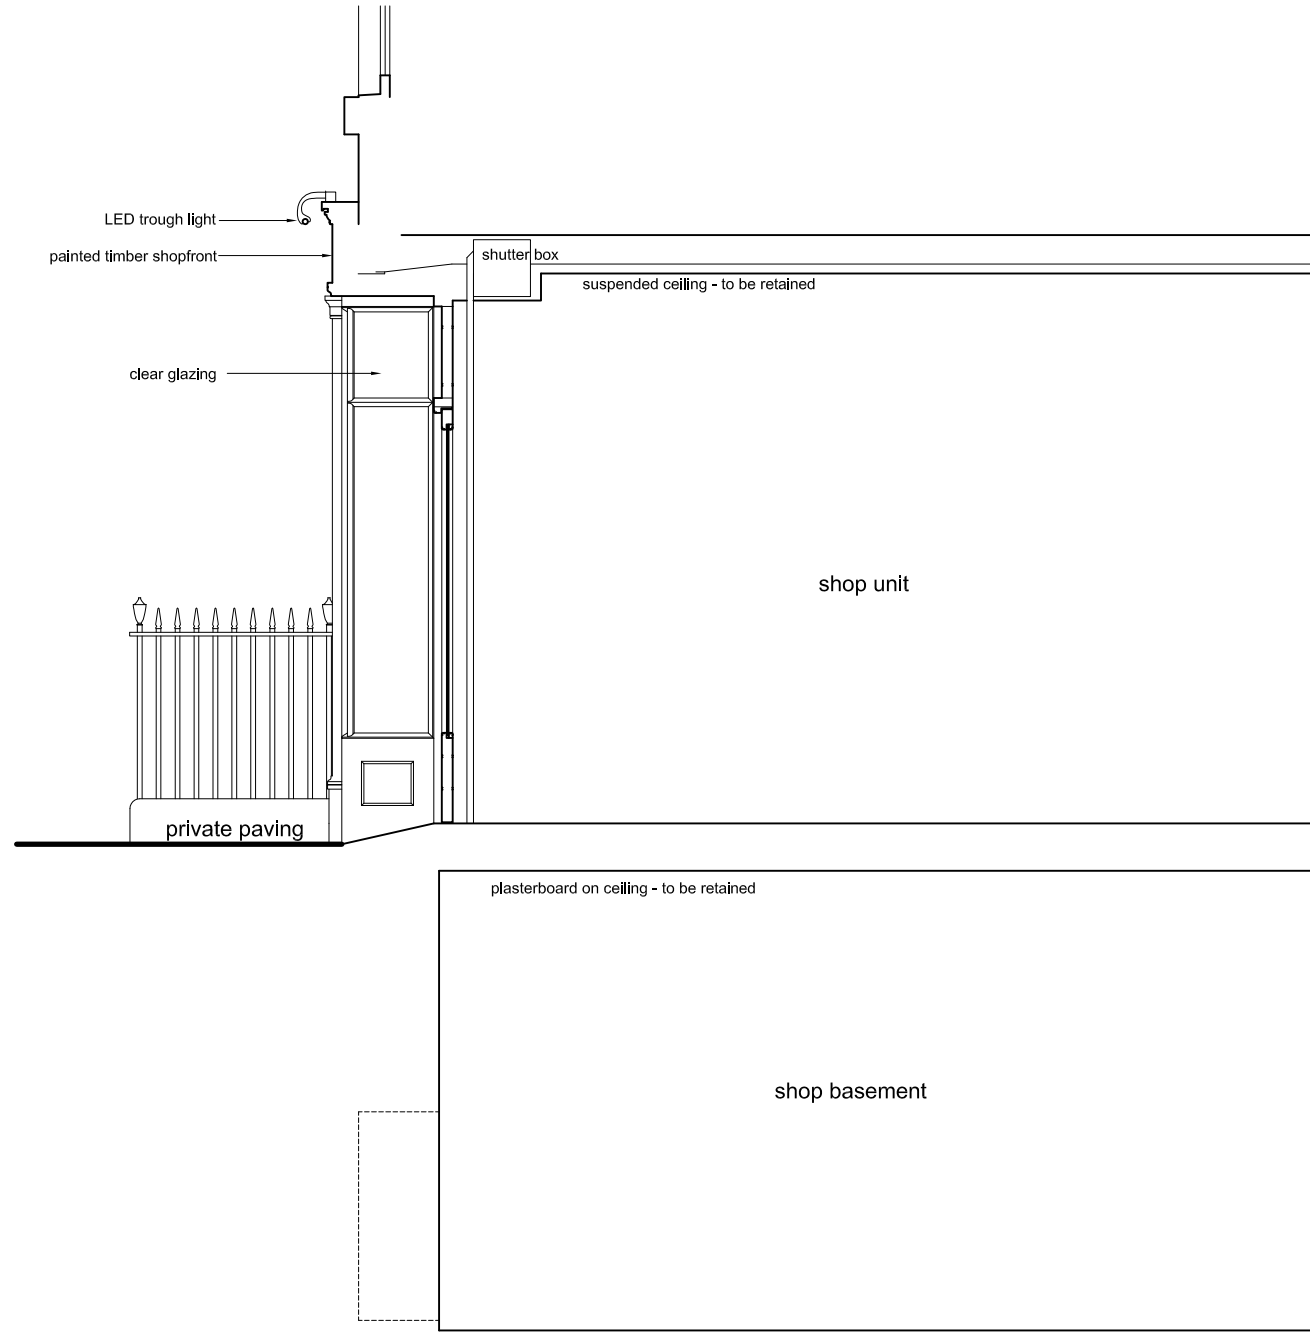 LED trough light
painted timber shopfront
shutter box
suspended ceiling - to be retained
clear glazing
shop unit
private paving
plasterboard on ceiling - to be retained
shop basement